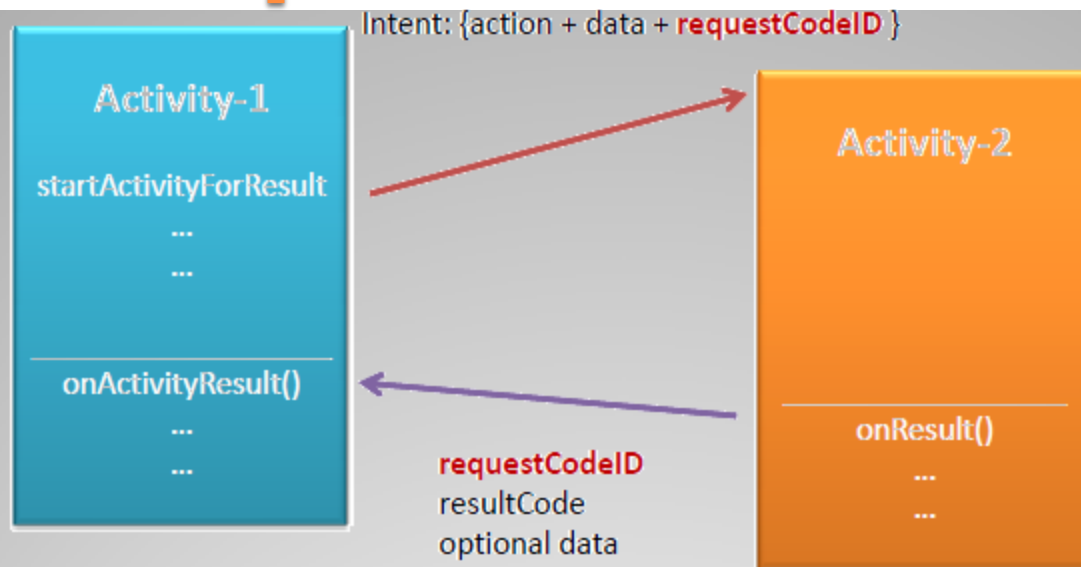 Intent: {action + data + requestCodeID }
Activity-1
startActivityForResult
...
...
onActivityResult()
...
...
Activity-2
onResult()
...
...
requestCodeID
resultCode
optional data